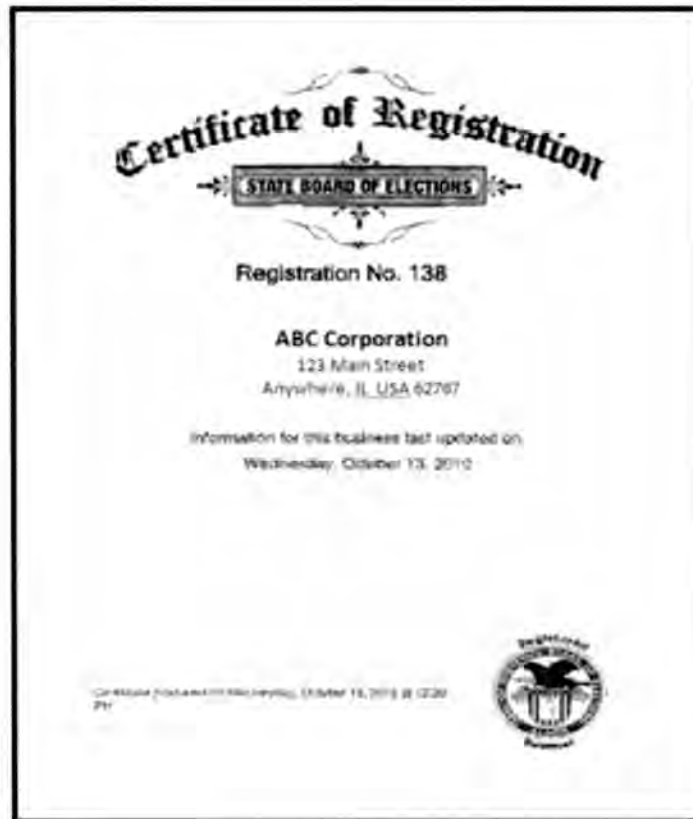 Certificate of Registration
STATE BOARD OF ELECTIONS
Registration No. 138
ABC Corporation
123 Main Street
Anywhere, IL USA 62767
Information for this business last updated on
Wednesday, October 13, 2010
Registered